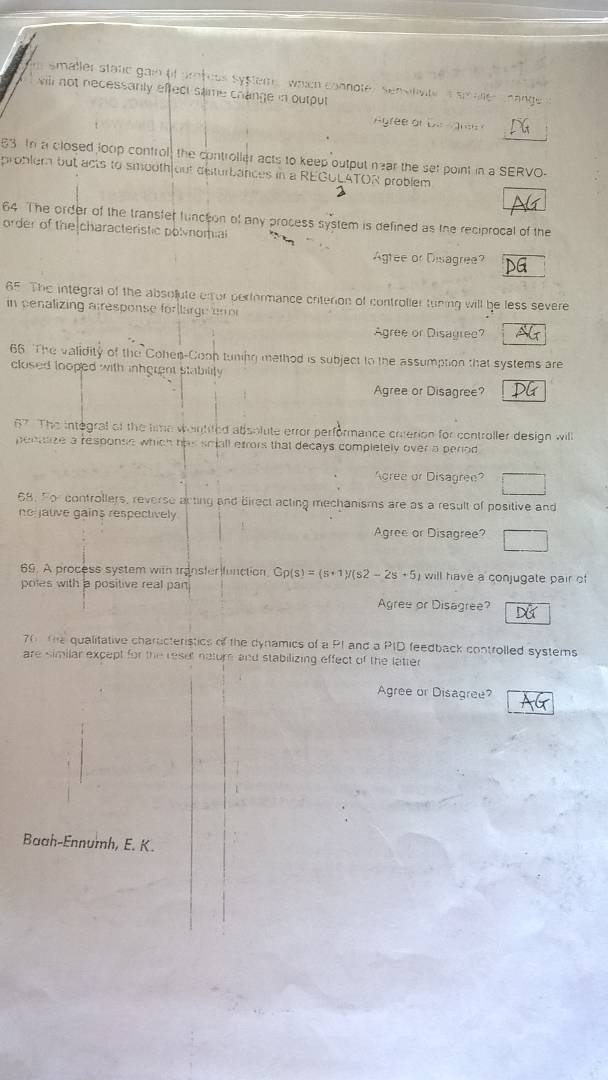 smaller static gain of process systems which connote sensitivity
will not necessarily effect same change in output
Agree or Disagree? DG
63. In a closed loop control, the controller acts to keep output near the set point in a SERVO-
problem but acts to smooth out disturbances in a REGULATOR problem
AG
64 The order of the transfer function of any process system is defined as the reciprocal of the
order of the characteristic polynomial
Agree or Disagree? DG
65. The integral of the absolute error performance criterion of controller tuning will be less severe
in penalizing a response for large error
Agree or Disagree? AG
66. The validity of the Cohen-Coon tuning method is subject to the assumption that systems are
closed looped with inherent stability
Agree or Disagree? DG
67. The integral of the time weighted absolute error performance criterion for controller design will
penalize a response which has small errors that decays completely over a period
Agree or Disagree?
68. For controllers, reverse acting and direct acting mechanisms are as a result of positive and
negative gains respectively
Agree or Disagree?
69. A process system with transfer function, Gp(s) = (s+1)/(s2 – 2s +5) will have a conjugate pair of
poles with a positive real part
Agree or Disagree? DG
70. The qualitative characteristics of the dynamics of a PI and a PID feedback controlled systems
are similar except for the reset nature and stabilizing effect of the latter
Agree or Disagree? AG
Baah-Ennumh, E. K.